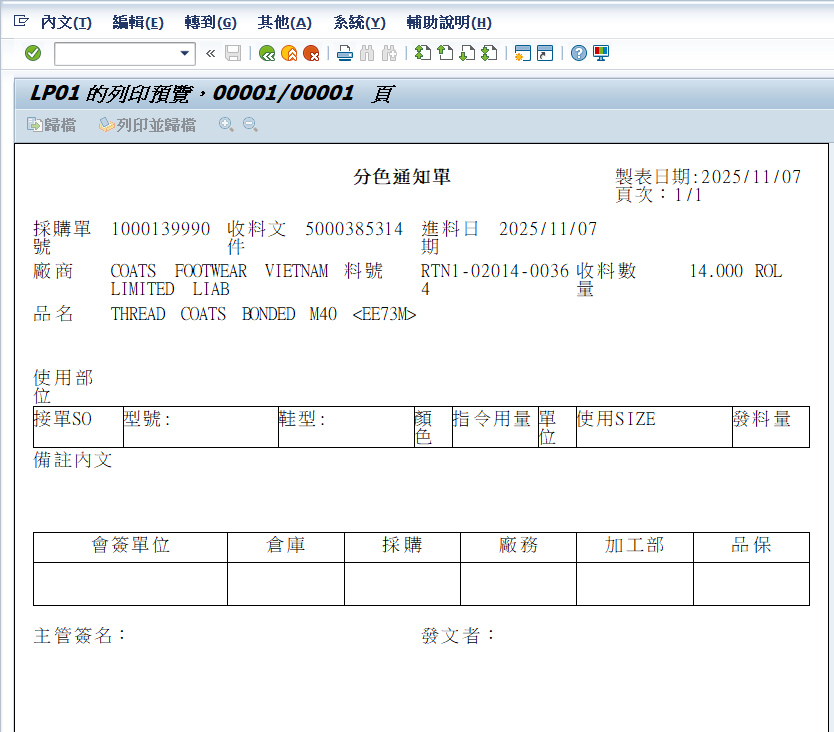 內文(T) 編輯(E) 轉到(G) 其他(A) 系統(Y) 輔助說明(H)
LP01 的列印預覽，00001/00001 頁
歸檔 列印並歸檔
分色通知單
製表日期:2025/11/07
頁次：1/1
採購單號 1000139990 收料文件 5000385314 進料日期 2025/11/07
廠商 COATS FOOTWEAR VIETNAM LIMITED LIAB 料號 RTN1-02014-00364 收料數量 14.000 ROL
品名 THREAD COATS BONDED M40 <EE73M>
使用部位
接單SO 型號: 鞋型: 顏色 指令用量 單位 使用SIZE 發料量
備註內文
會簽單位 倉庫 採購 廠務 加工部 品保
主管簽名： 發文者：